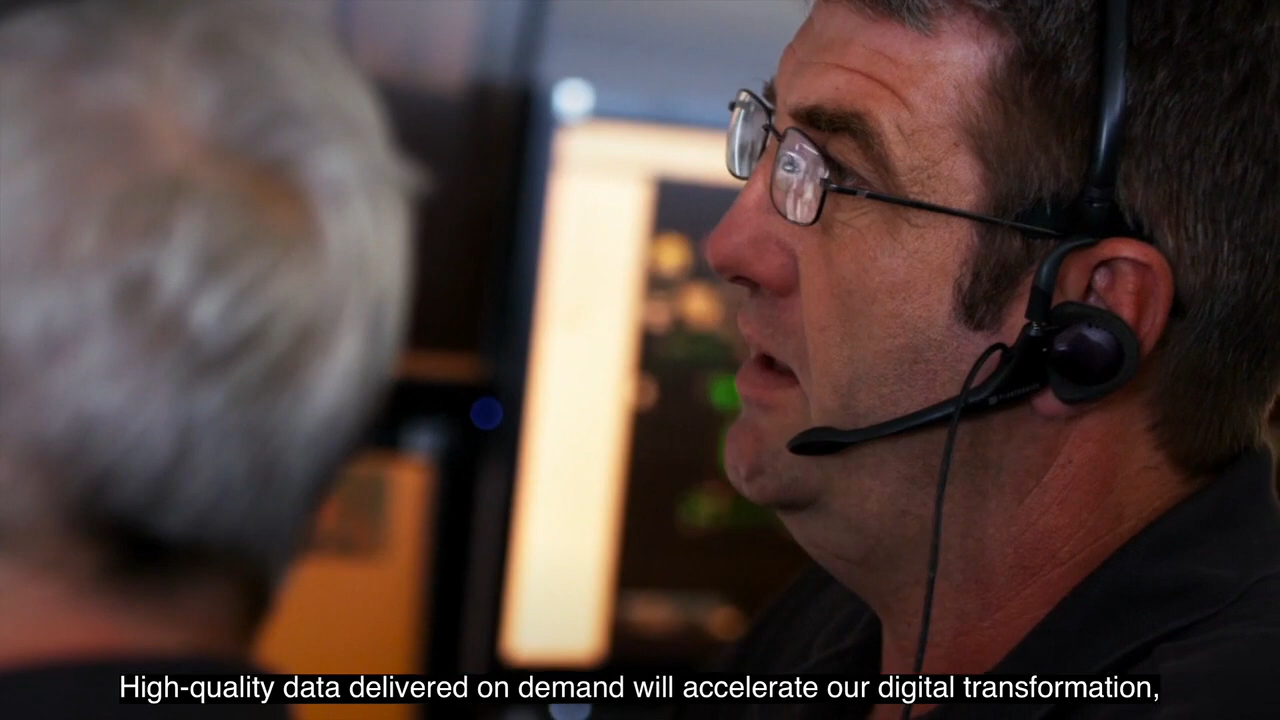 High-quality data delivered on demand will accelerate our digital transformation,